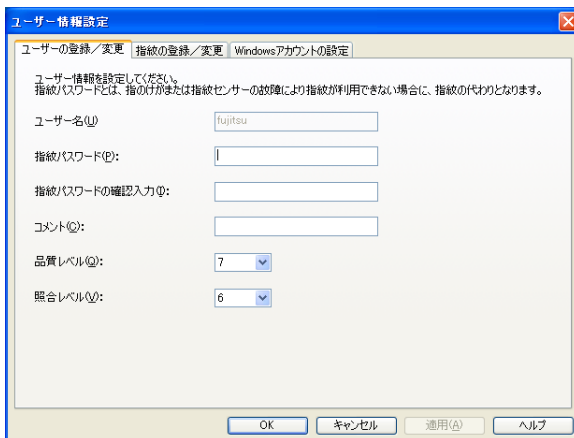 ユーザー情報設定
ユーザーの登録／変更 指紋の登録／変更 Windowsアカウントの設定
ユーザー情報を設定してください。
指紋パスワードとは、指のけがまたは指紋センサーの故障により指紋が利用できない場合に、指紋の代わりとなります。
ユーザー名(U) fujitsu
指紋パスワード(P):
指紋パスワードの確認入力(I):
コメント(C):
品質レベル(Q): 7
照合レベル(V): 6
OK キャンセル 適用(A) ヘルプ